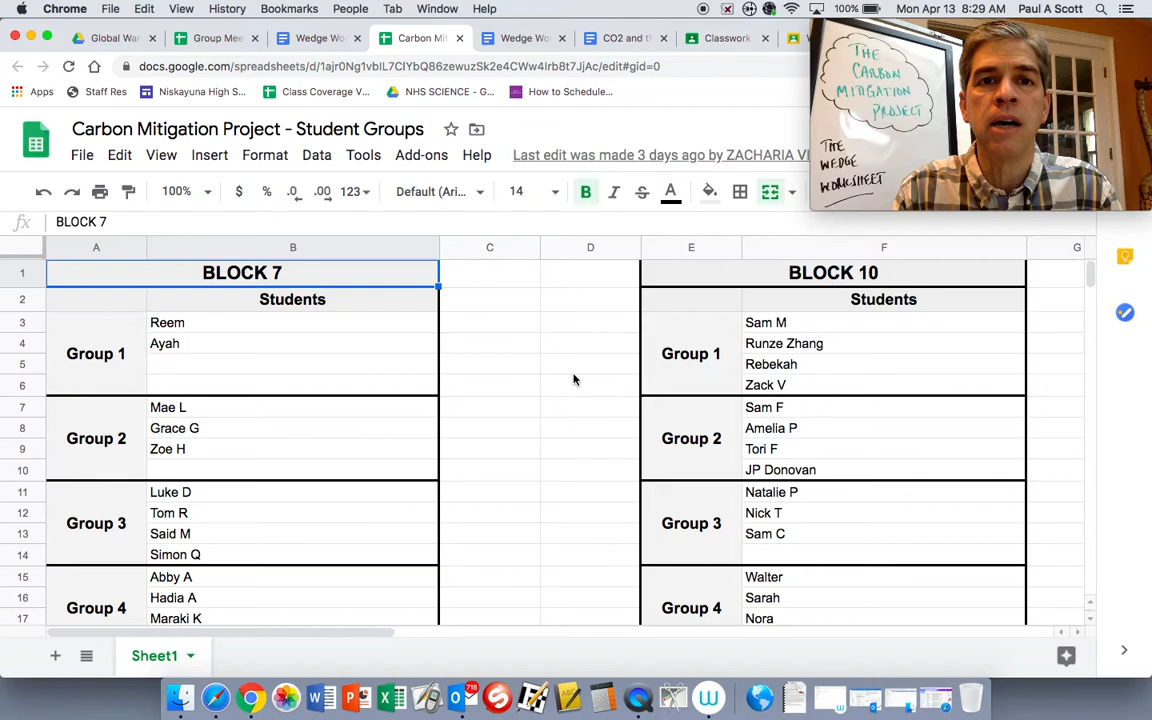 Chrome File Edit View History Bookmarks People Tab Window Help 100% Mon Apr 13 8:29 AM Paul A Scott
Global War Group Mee Wedge Wo Carbon Mit Wedge Wo CO2 and th Classwork
docs.google.com/spreadsheets/d/1ajr0Ng1vbIL7CIYbQ86zewuzSk2e4CWw4lrb8t7JjAc/edit#gid=0
Apps Staff Res Niskayuna High S... Class Coverage V... NHS SCIENCE - G... How to Schedule...
THE
CARBON
MITIGATION
PROJECT
THE
WEDGE
WORKSHEET
Carbon Mitigation Project - Student Groups
File Edit View Insert Format Data Tools Add-ons Help Last edit was made 3 days ago by ZACHARIA VI
100% $ % .0 .00 123 Default (Ari... 14 B I S A
fx BLOCK 7
A B C D E F G
1 BLOCK 7 BLOCK 10
2 Students Students
3 Reem Sam M
4 Ayah Runze Zhang
Group 1 Group 1
5 Rebekah
6 Zack V
7 Mae L Sam F
8 Grace G Amelia P
Group 2 Group 2
9 Zoe H Tori F
10 JP Donovan
11 Luke D Natalie P
12 Tom R Nick T
Group 3 Group 3
13 Said M Sam C
14 Simon Q
15 Abby A Walter
16 Hadia A Sarah
Group 4 Group 4
17 Maraki K Nora
Sheet1
718